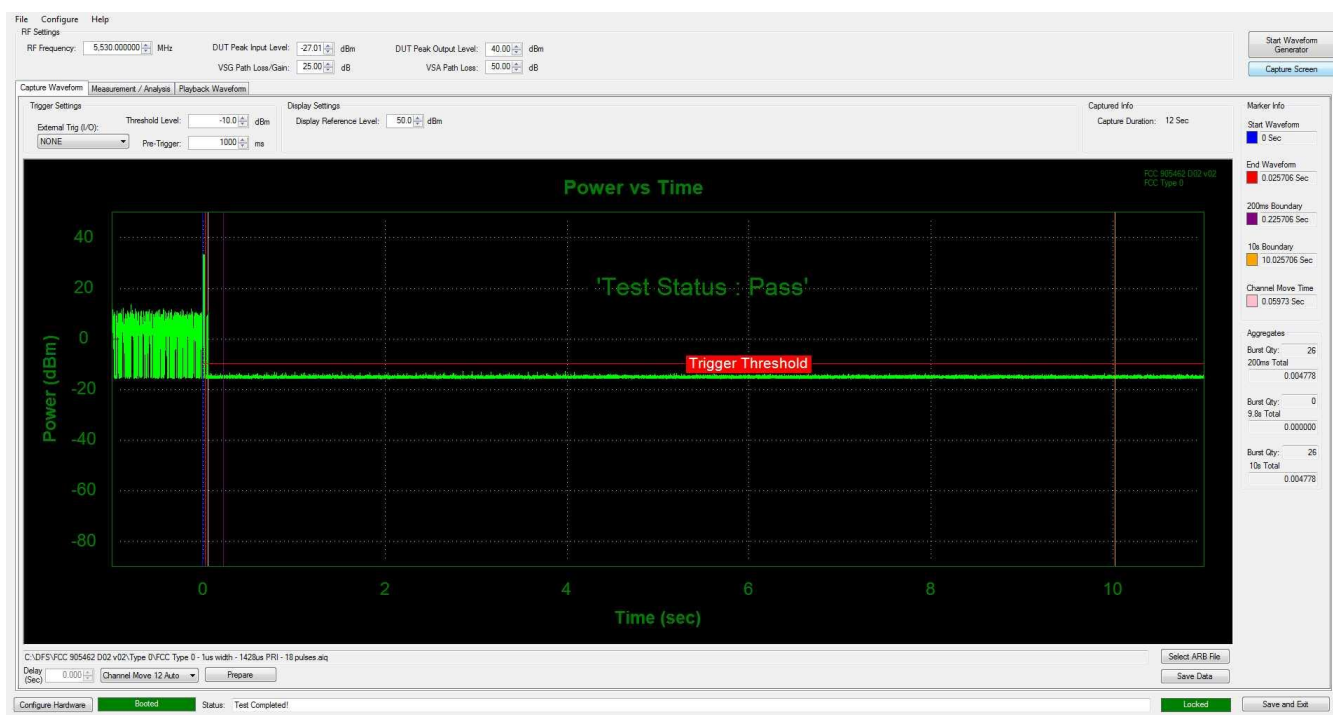 File Configure Help
RF Settings
RF Frequency: 5,530.000000 MHz DUT Peak Input Level: -27.01 dBm DUT Peak Output Level: 40.00 dBm
VSG Path Loss/Gain: 25.00 dB VSA Path Loss: 50.00 dB
Start Waveform
Generator
Capture Screen
Capture Waveform Measurement / Analysis Playback Waveform
Trigger Settings
External Trig (I/O): Threshold Level: -10.0 dBm
NONE Pre-Trigger: 1000 ms
Display Settings
Display Reference Level: 50.0 dBm
Captured Info
Capture Duration: 12 Sec
Marker Info
Start Waveform
0 Sec
End Waveform
0.025706 Sec
200ms Boundary
0.225706 Sec
10s Boundary
10.025706 Sec
Channel Move Time
0.05973 Sec
Aggregates
Burst Qty: 26
200ms Total
0.004778
Burst Qty: 0
9.8s Total
0.000000
Burst Qty: 26
10s Total
0.004778
Power vs Time
FCC 905462 D02 v02
FCC Type 0
'Test Status : Pass'
Trigger Threshold
Power (dBm)
40
20
0
-20
-40
-60
-80
0 2 4 6 8 10
Time (sec)
C:\DFS\FCC 905462 D02 v02\Type 0\FCC Type 0 - 1us width - 1428us PRI - 18 pulses.aiq
Select ARB File
Delay
(Sec) 0.000 Channel Move 12 Auto Prepare
Save Data
Configure Hardware Booted Status: Test Completed! Locked Save and Exit